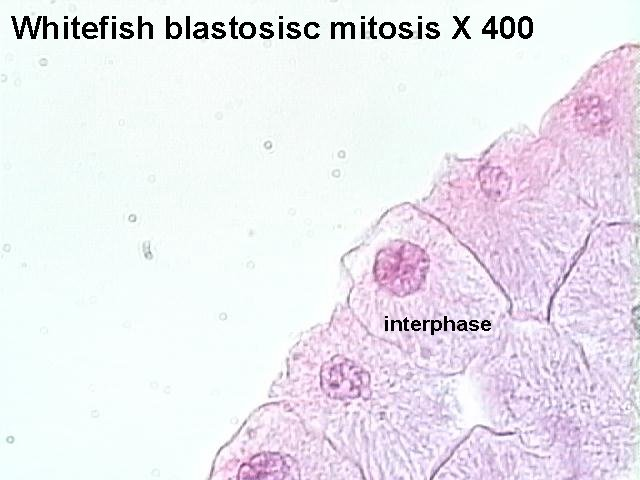 Whitefish blastosisc mitosis X 400
interphase